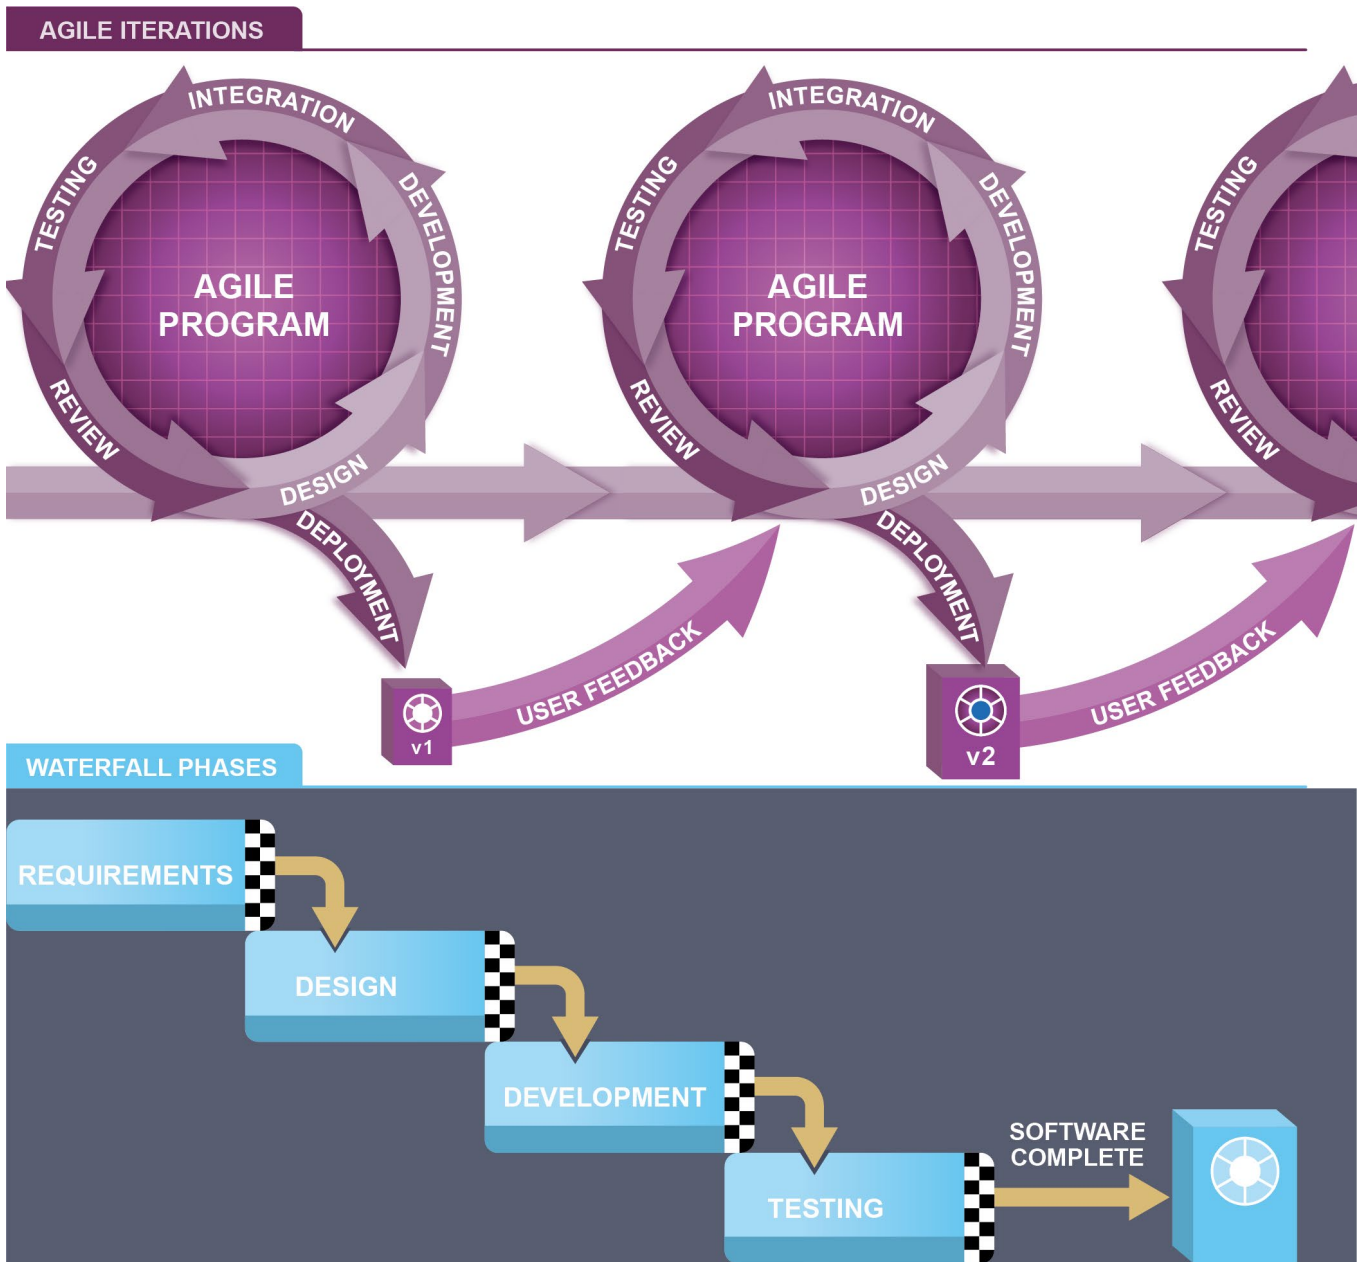 AGILE ITERATIONS
INTEGRATION
TESTING
DEVELOPMENT
AGILE
PROGRAM
REVIEW
DESIGN
DEPLOYMENT
v1
USER FEEDBACK
INTEGRATION
TESTING
DEVELOPMENT
AGILE
PROGRAM
REVIEW
DESIGN
DEPLOYMENT
v2
USER FEEDBACK
TESTING
REVIEW
WATERFALL PHASES
REQUIREMENTS
DESIGN
DEVELOPMENT
TESTING
SOFTWARE
COMPLETE